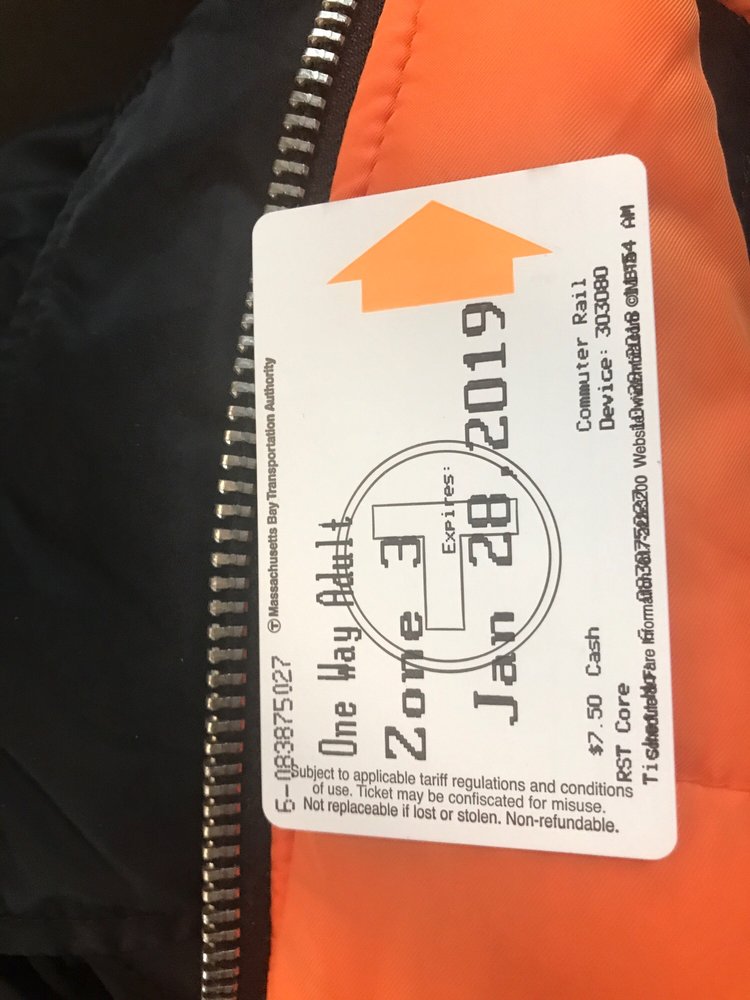 6-083875027
Massachusetts Bay Transportation Authority
One Way Adult
Zone 3
Expires:
Jan 28, 2019
$7.50 Cash
Commuter Rail
RST Core
Device: 303080
Subject to applicable tariff regulations and conditions
of use. Ticket may be confiscated for misuse.
Not replaceable if lost or stolen. Non-refundable.